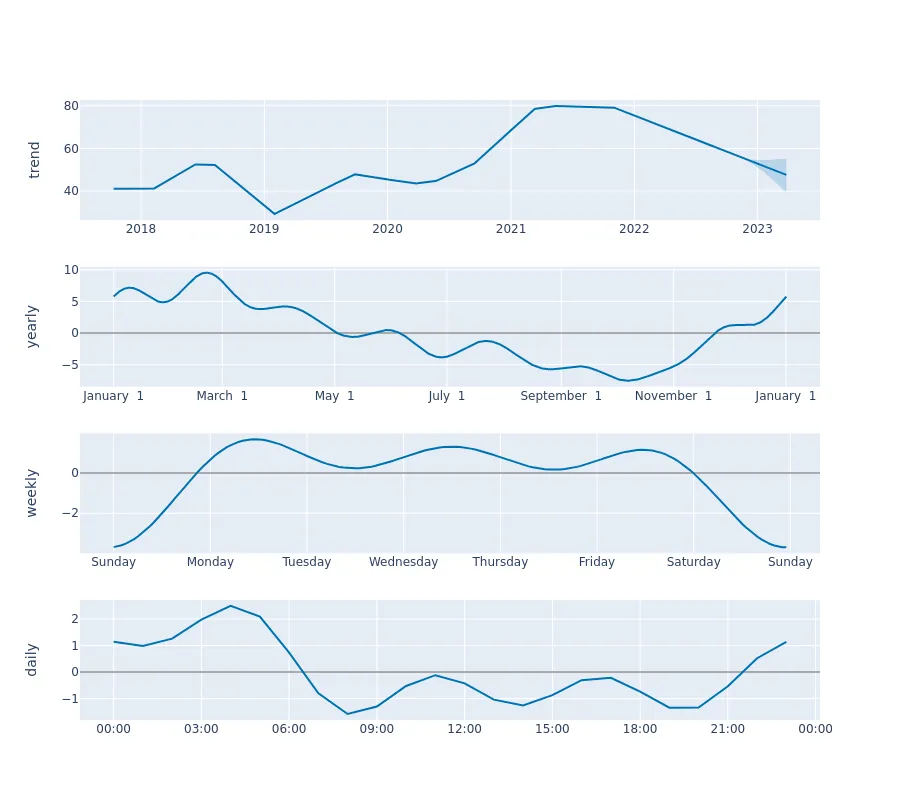 trend
80
60
40
2018 2019 2020 2021 2022 2023
yearly
10
5
0
−5
January 1 March 1 May 1 July 1 September 1 November 1 January 1
weekly
0
−2
Sunday Monday Tuesday Wednesday Thursday Friday Saturday Sunday
daily
2
1
0
−1
00:00 03:00 06:00 09:00 12:00 15:00 18:00 21:00 00:00